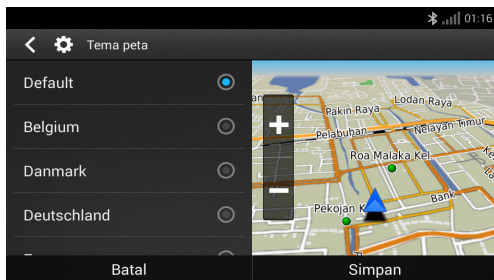 01:16
Tema peta
Default
Belgium
Danmark
Deutschland
Pakin Raya
Lodan Raya
Pelabuhan
Nelayan Timur
Roa Malaka Kel.
Pekojan K
Bank
Batal
Simpan